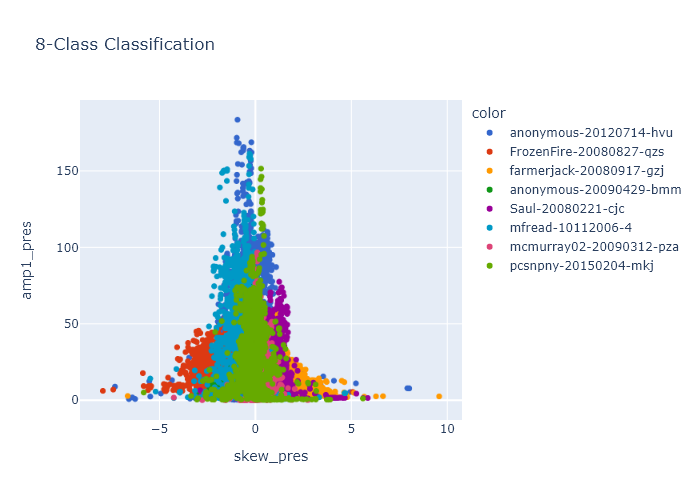 8-Class Classification
color
anonymous-20120714-hvu
FrozenFire-20080827-qzs
farmerjack-20080917-gzj
anonymous-20090429-bmm
Saul-20080221-cjc
mfread-10112006-4
mcmurray02-20090312-pza
pcsnpny-20150204-mkj
amp1_pres
150
100
50
0
−5
0
5
10
skew_pres